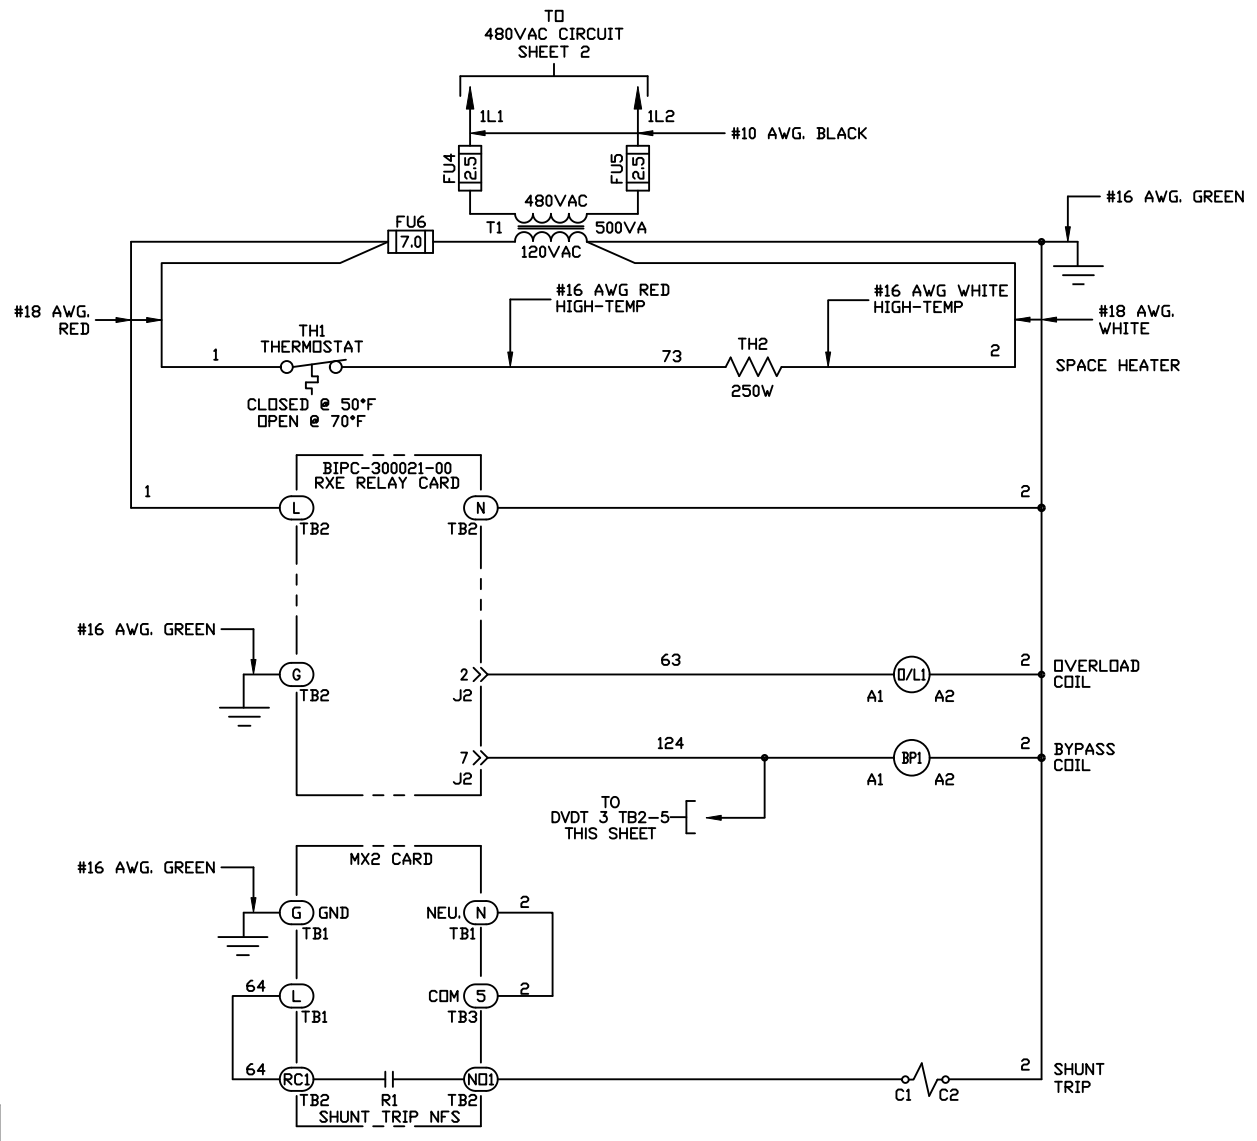 TO
480VAC CIRCUIT
SHEET 2
1L1
1L2
#10 AWG. BLACK
FU4
2.5
FU5
2.5
480VAC
T1
500VA
120VAC
#16 AWG. GREEN
FU6
7.0
#18 AWG.
RED
#16 AWG RED
HIGH-TEMP
#16 AWG WHITE
HIGH-TEMP
#18 AWG.
WHITE
1
TH1
THERMOSTAT
CLOSED @ 50°F
OPEN @ 70°F
73
TH2
250W
2
SPACE HEATER
BIPC-300021-00
RXE RELAY CARD
1
L
TB2
N
TB2
2
#16 AWG. GREEN
G
TB2
2
J2
63
O/L1
A1
A2
2
OVERLOAD
COIL
7
J2
124
BP1
A1
A2
2
BYPASS
COIL
TO
DVDT 3 TB2-5
THIS SHEET
MX2 CARD
#16 AWG. GREEN
G
GND
TB1
NEU.
N
TB1
2
64
L
TB1
COM
5
TB3
2
64
RC1
TB2
R1
NO1
TB2
SHUNT TRIP NFS
C1
C2
2
SHUNT
TRIP